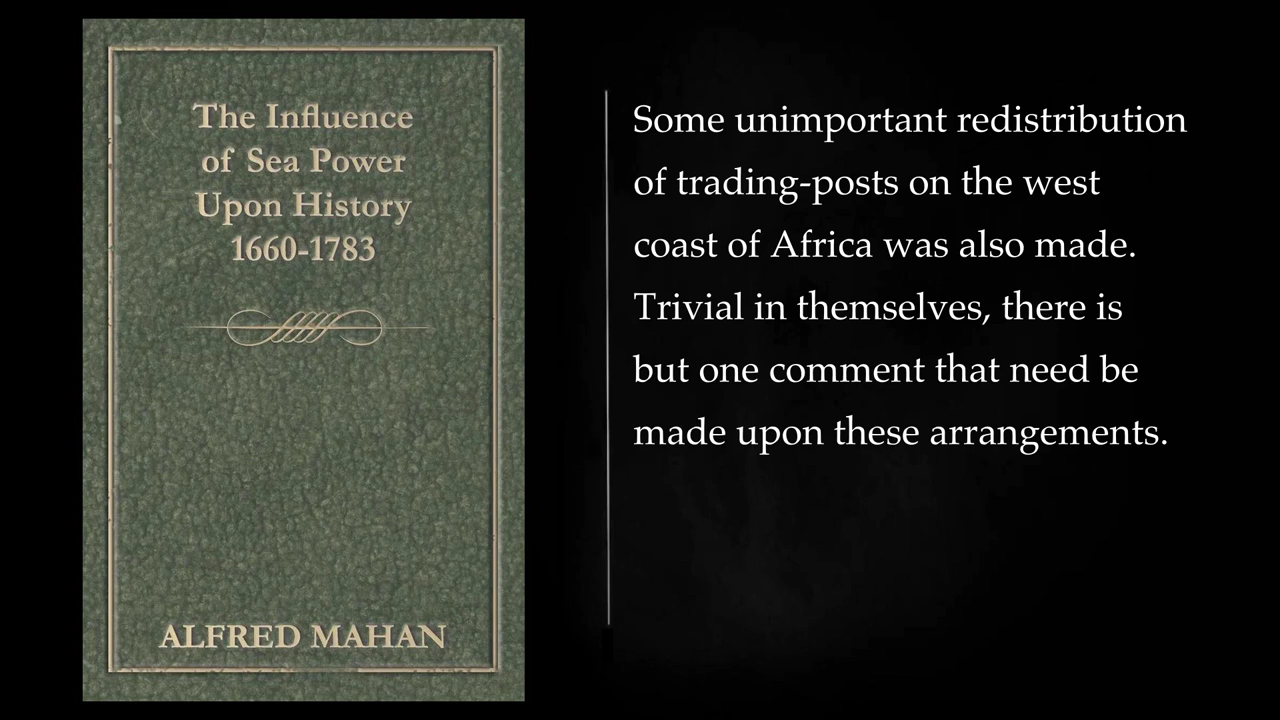 The Influence
of Sea Power
Upon History
1660-1783
ALFRED MAHAN
Some unimportant redistribution
of trading-posts on the west
coast of Africa was also made.
Trivial in themselves, there is
but one comment that need be
made upon these arrangements.